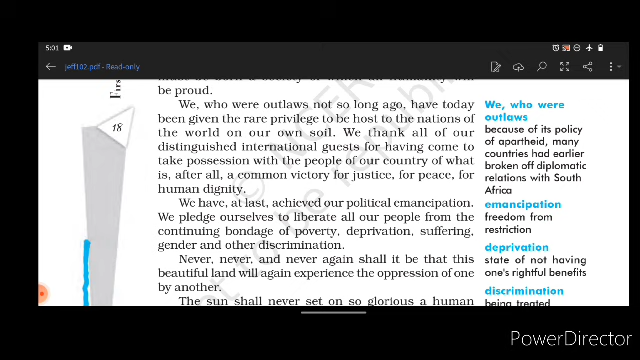 5:01
jeff102.pdf - Read-only
be proud.
We, who were outlaws not so long ago, have today
been given the rare privilege to be host to the nations of
the world on our own soil. We thank all of our
distinguished international guests for having come to
take possession with the people of our country of what
is, after all, a common victory for justice, for peace, for
human dignity.
We have, at last, achieved our political emancipation.
We pledge ourselves to liberate all our people from the
continuing bondage of poverty, deprivation, suffering,
gender and other discrimination.
Never, never, and never again shall it be that this
beautiful land will again experience the oppression of one
by another.
The sun shall never set on so glorious a human
18
We, who were
outlaws
because of its policy
of apartheid, many
countries had earlier
broken off diplomatic
relations with South
Africa
emancipation
freedom from
restriction
deprivation
state of not having
one's rightful benefits
discrimination
being treated
PowerDirector